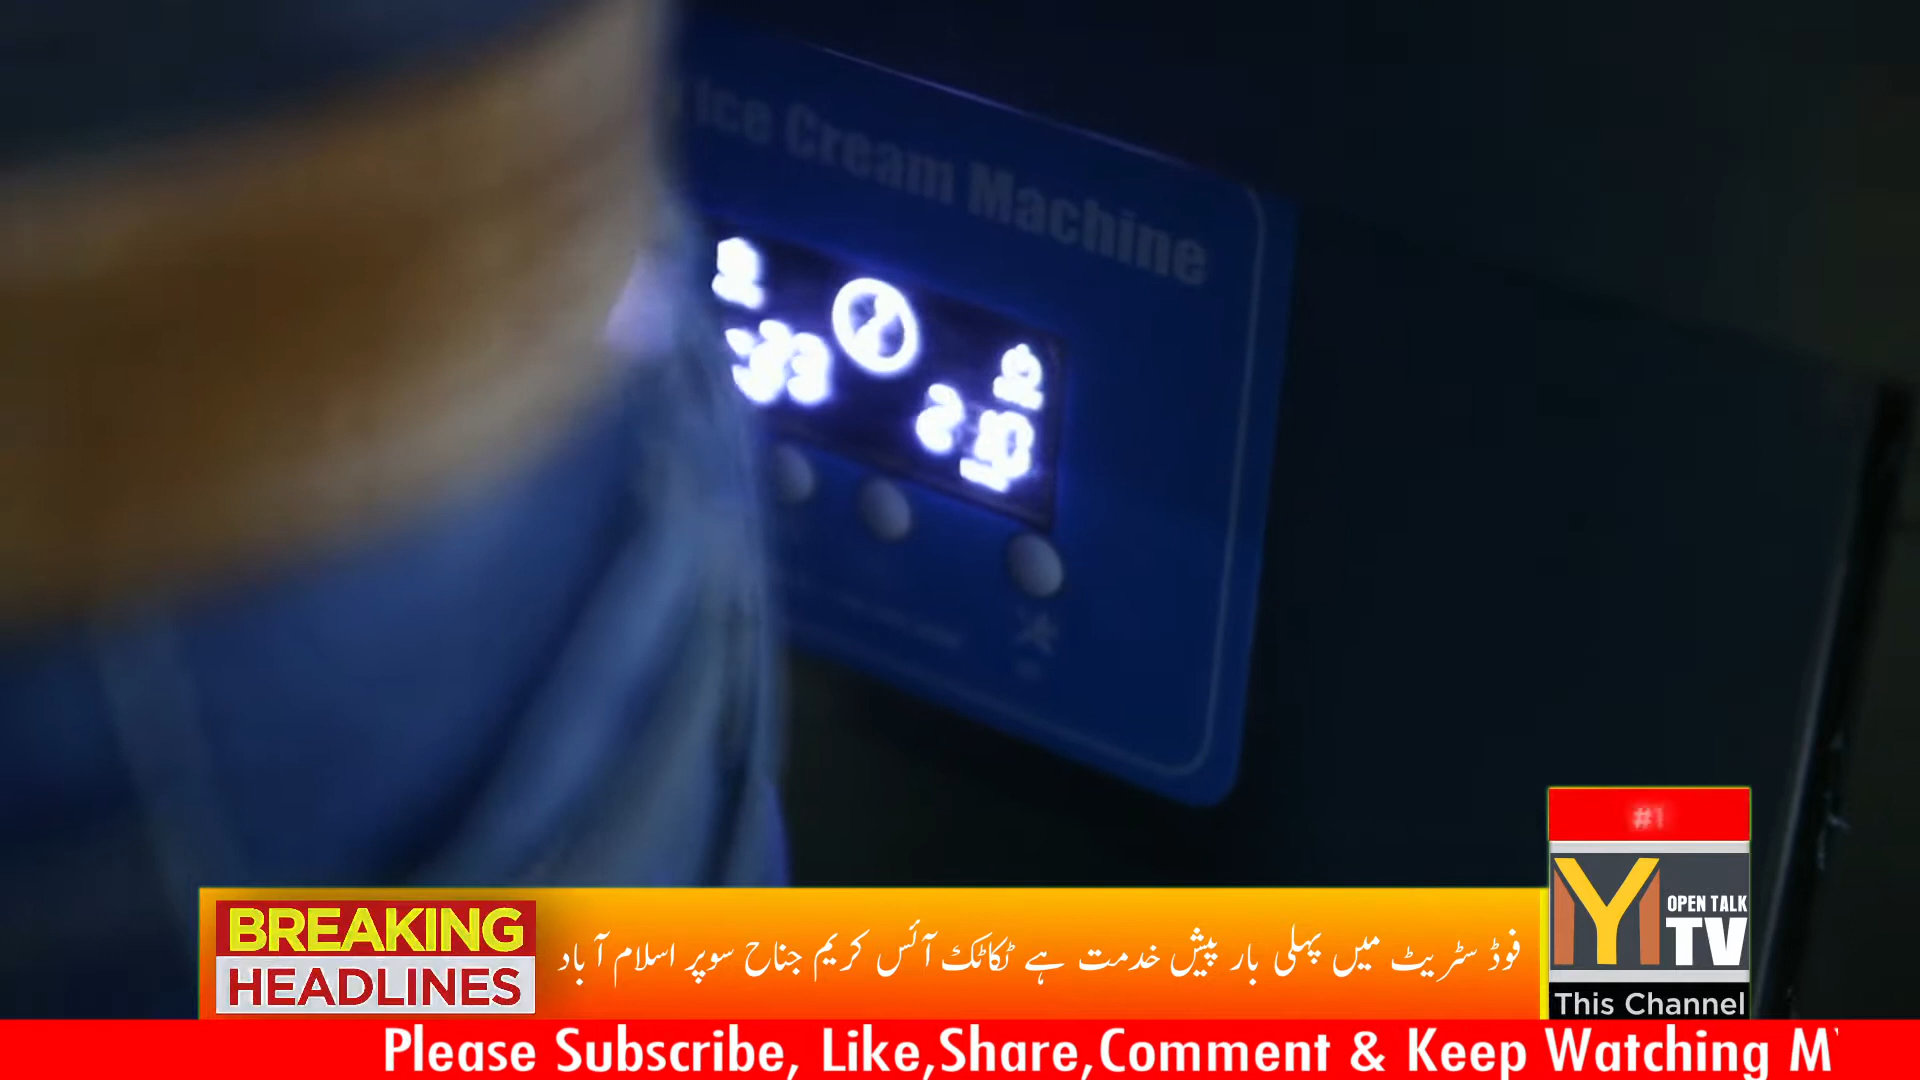 Ice Cream Machine
#1
OPEN TALK
MY TV
This Channel
BREAKING
HEADLINES
فوڈ سٹریٹ میں پہلی بار پیش خدمت ہے ٹکاٹک آئس کریم جناح سوپر اسلام آباد
Please Subscribe, Like,Share,Comment & Keep Watching M